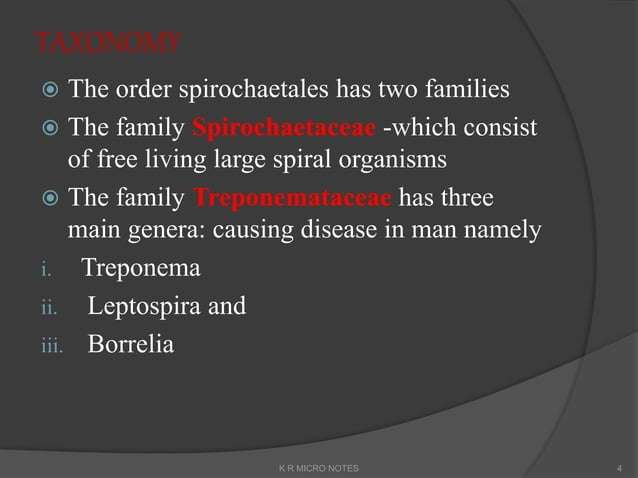 TAXONOMY
The order spirochaetales has two families
The family Spirochaetaceae -which consist
of free living large spiral organisms
The family Treponemataceae has three
main genera: causing disease in man namely
i. Treponema
ii. Leptospira and
iii. Borrelia
K R MICRO NOTES 4